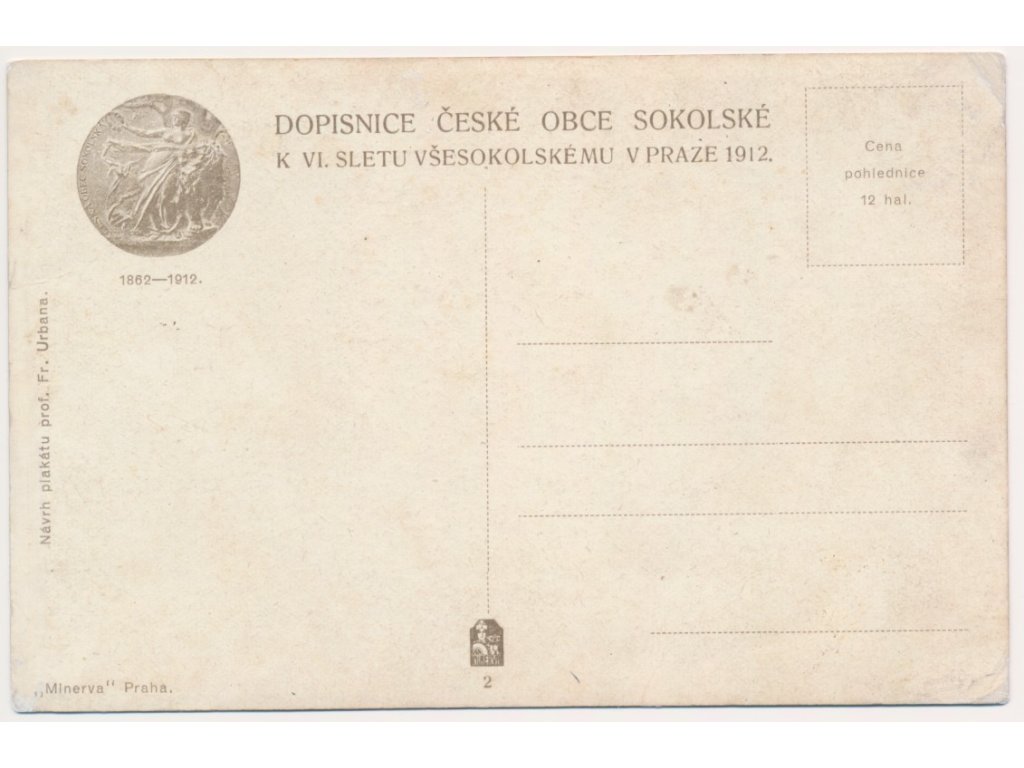 DOPISNICE ČESKÉ OBCE SOKOLSKÉ
K VI. SLETU VŠESOKOLSKÉMU V PRAZE 1912.
Cena
pohlednice
12 hal.
1862—1912.
Návrh plakátu prof. Fr. Urbana.
„Minerva“ Praha.
MINERVA
2